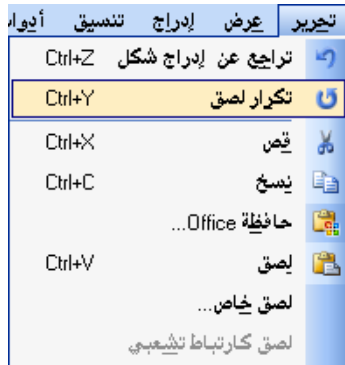 تحرير عرض إدراج تنسيق أدوا
تراجع عن إدراج شكل Ctrl+Z
تكرار لصق Ctrl+Y
قص Ctrl+X
نسخ Ctrl+C
حافظة Office...
لصق Ctrl+V
لصق خاص...
لصق كارتباط تشعبي